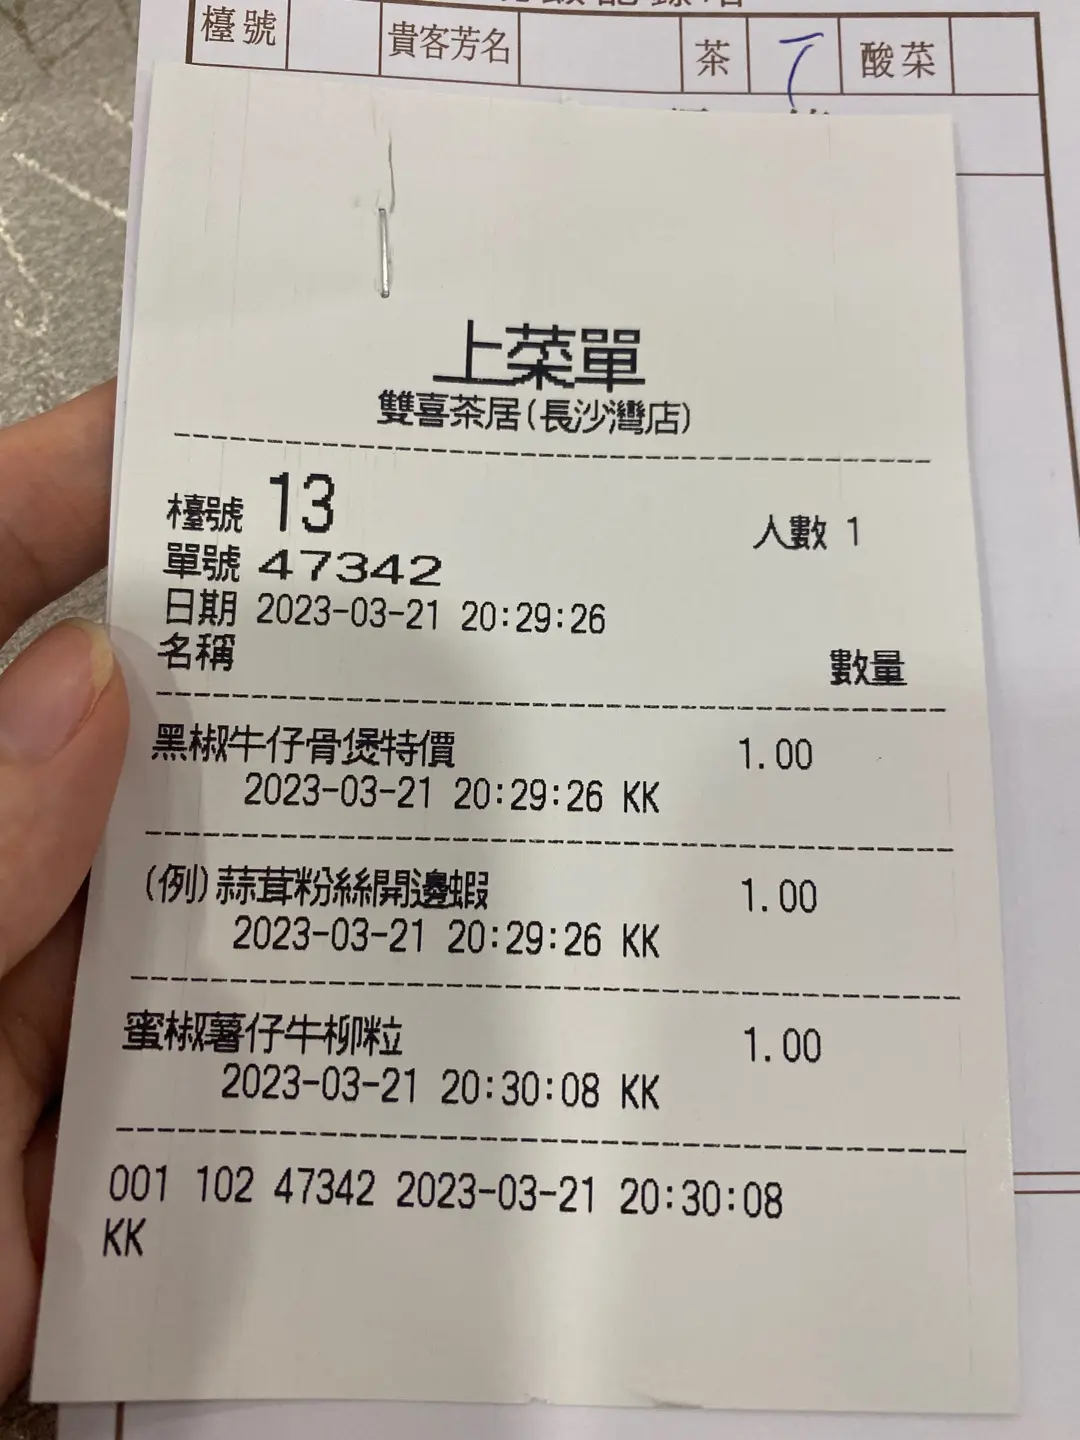 檯號 貴客芳名 茶 酸菜
上菜單
雙喜茶居(長沙灣店)
檯號 13 人數 1
單號 47342
日期 2023-03-21 20:29:26
名稱 數量
黑椒牛仔骨煲特價 1.00
2023-03-21 20:29:26 KK
(例)蒜茸粉絲開邊蝦 1.00
2023-03-21 20:29:26 KK
蜜椒薯仔牛柳粒 1.00
2023-03-21 20:30:08 KK
001 102 47342 2023-03-21 20:30:08
KK